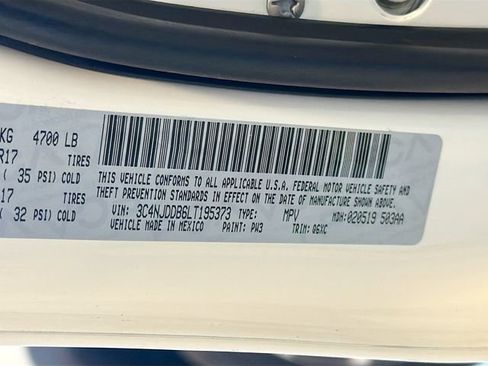 KG 4700 LB
R17 TIRES
( 35 PSI) COLD
17 TIRES
( 32 PSI) COLD
THIS VEHICLE CONFORMS TO ALL APPLICABLE U.S.A. FEDERAL MOTOR VEHICLE SAFETY AND
THEFT PREVENTION STANDARDS IN EFFECT ON THE DATE OF MANUFACTURE SHOWN ABOVE.
VIN: 3C4NJDDB6LT195373 TYPE: MPV MDH: 020519 503AA
VEHICLE MADE IN MEXICO PAINT: PW3 TRIM: Q6XC